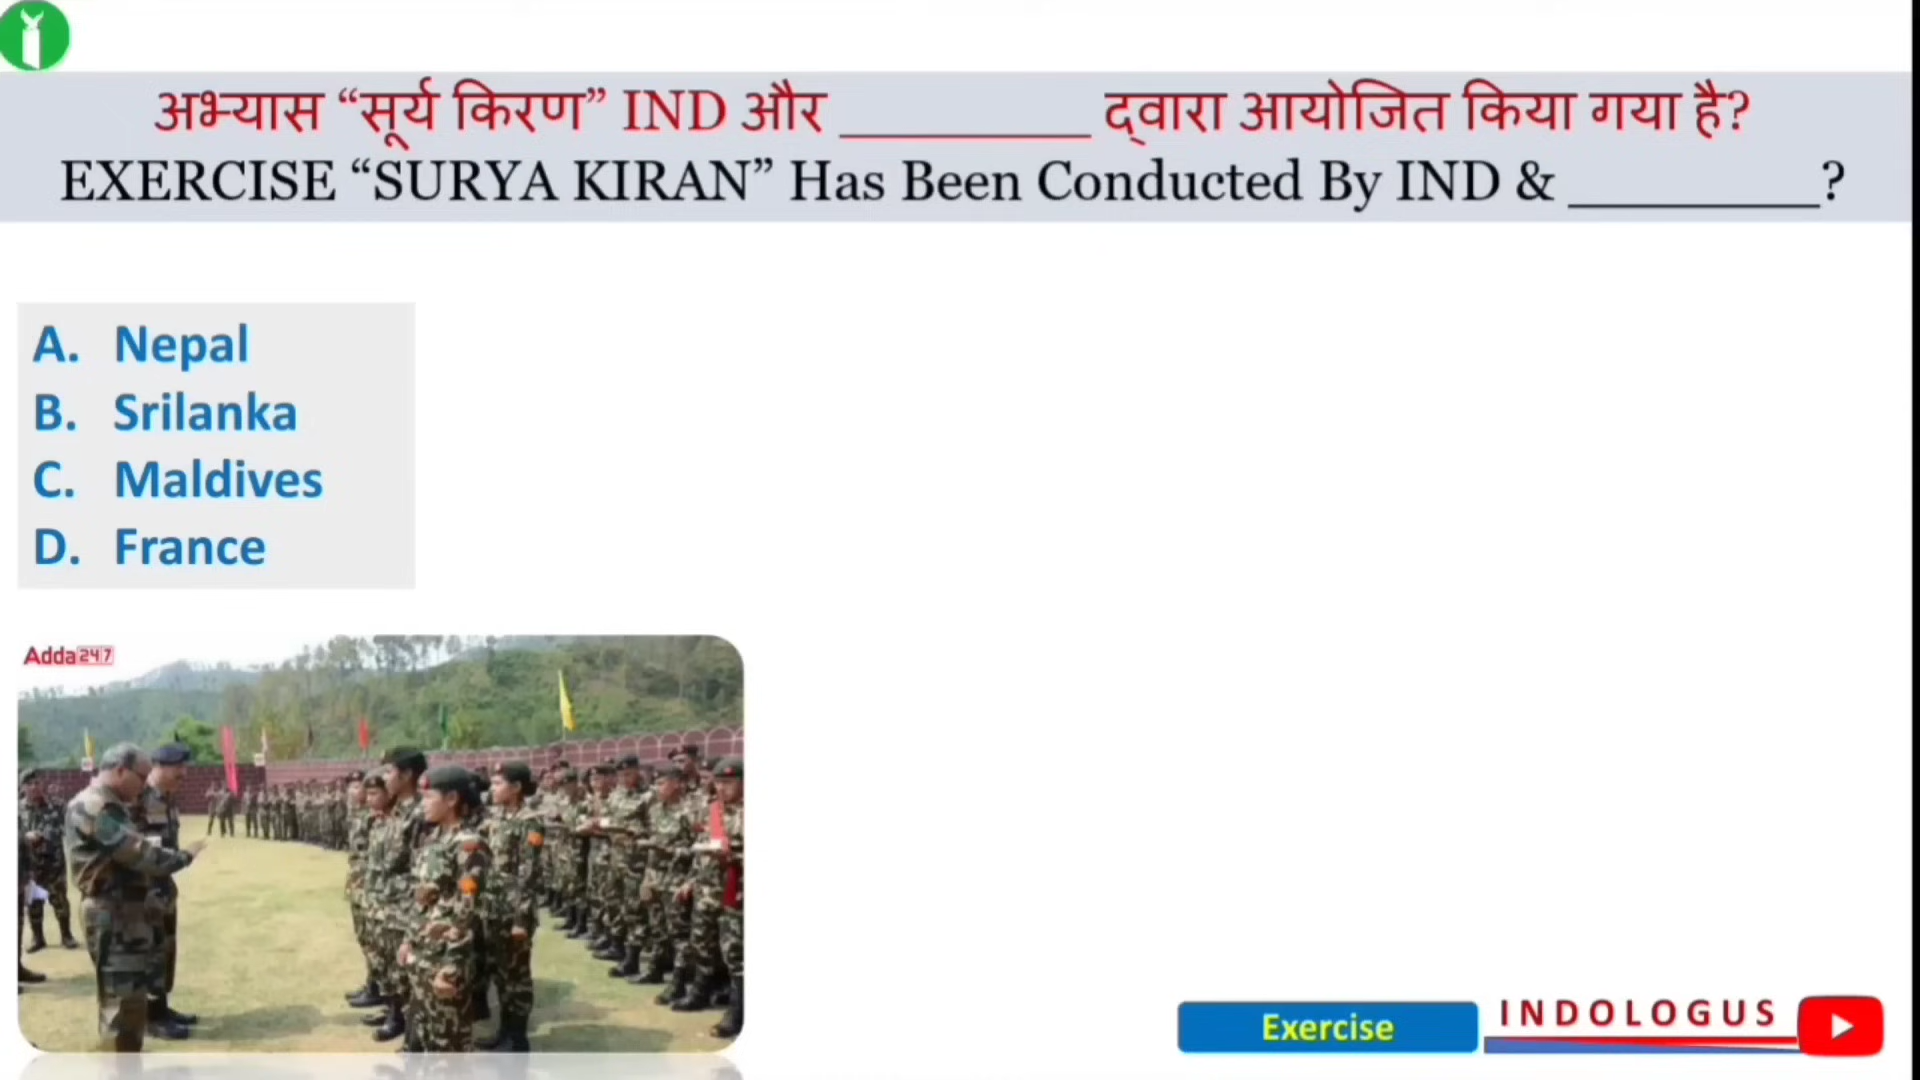 अभ्यास “सूर्य किरण” IND और __________ द्वारा आयोजित किया गया है?
EXERCISE “SURYA KIRAN” Has Been Conducted By IND & __________?
A. Nepal
B. Srilanka
C. Maldives
D. France
Adda247
Exercise
INDOLOGUS